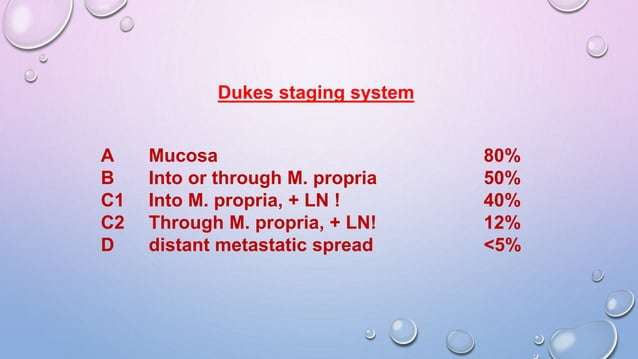 Dukes staging system
A Mucosa 80%
B Into or through M. propria 50%
C1 Into M. propria, + LN ! 40%
C2 Through M. propria, + LN! 12%
D distant metastatic spread <5%